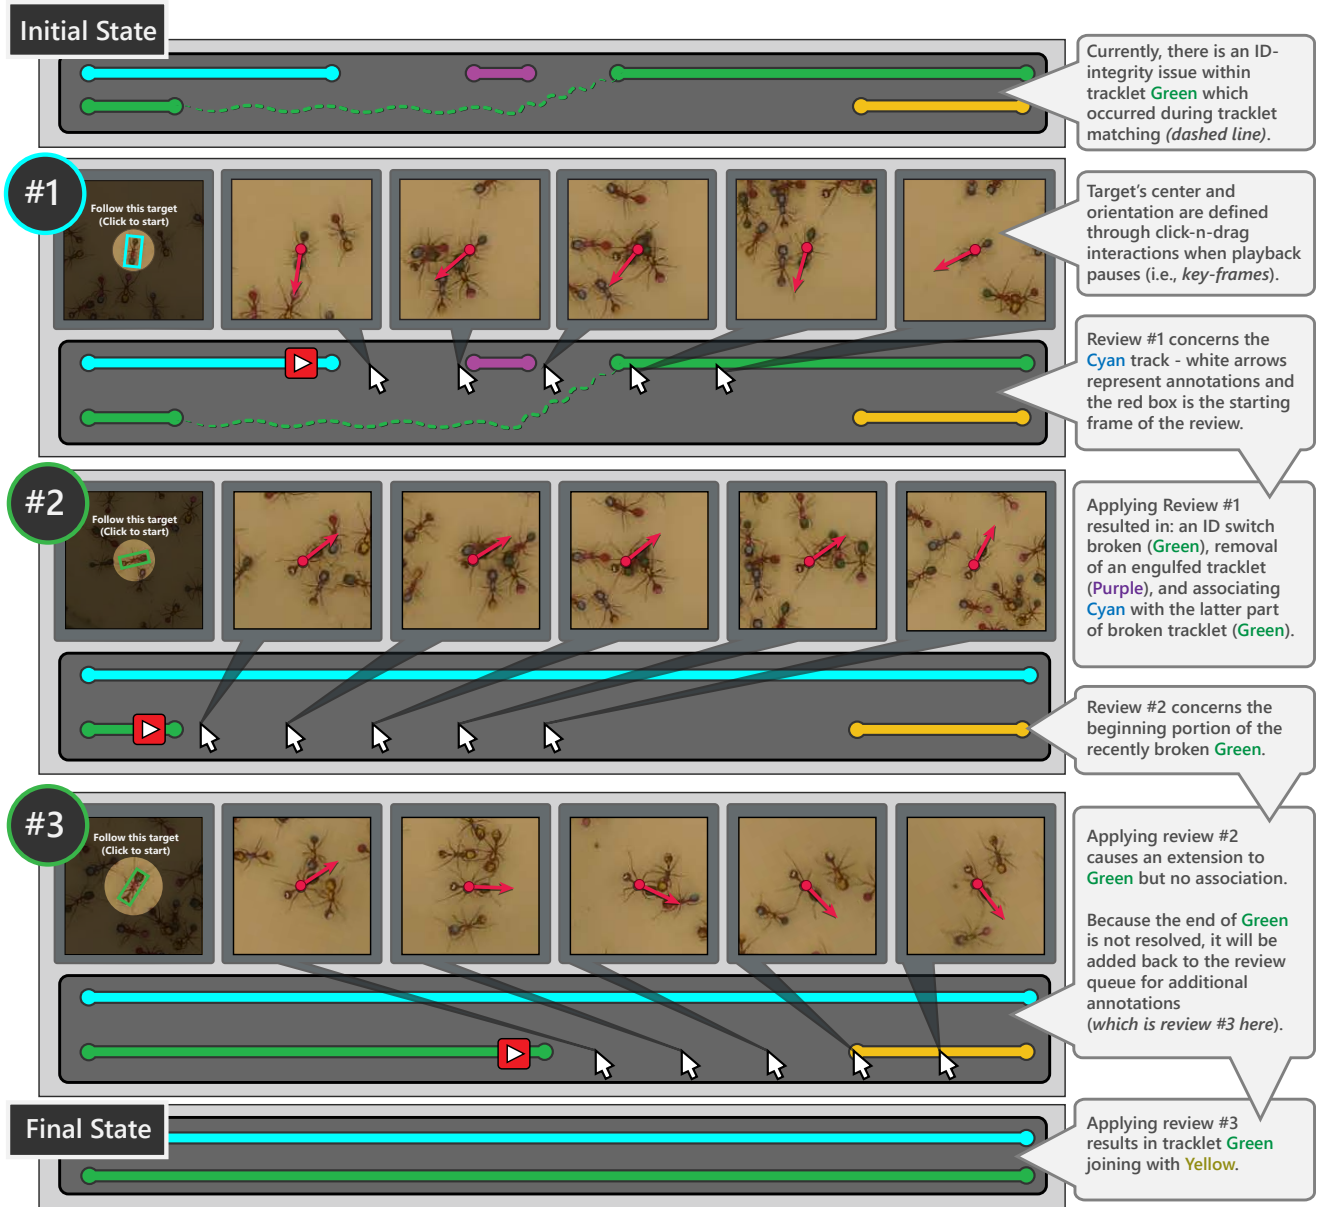 Initial State
Currently, there is an ID-
integrity issue within
tracklet Green which
occurred during tracklet
matching (dashed line).
#1
Follow this target
(Click to start)
Target's center and
orientation are defined
through click-n-drag
interactions when playback
pauses (i.e., key-frames).
Review #1 concerns the
Cyan track - white arrows
represent annotations and
the red box is the starting
frame of the review.
#2
Follow this target
(Click to start)
Applying Review #1
resulted in: an ID switch
broken (Green), removal
of an engulfed tracklet
(Purple), and associating
Cyan with the latter part
of broken tracklet (Green).
Review #2 concerns the
beginning portion of the
recently broken Green.
#3
Follow this target
(Click to start)
Applying review #2
causes an extension to
Green but no association.
Because the end of Green
is not resolved, it will be
added back to the review
queue for additional
annotations
(which is review #3 here).
Final State
Applying review #3
results in tracklet Green
joining with Yellow.